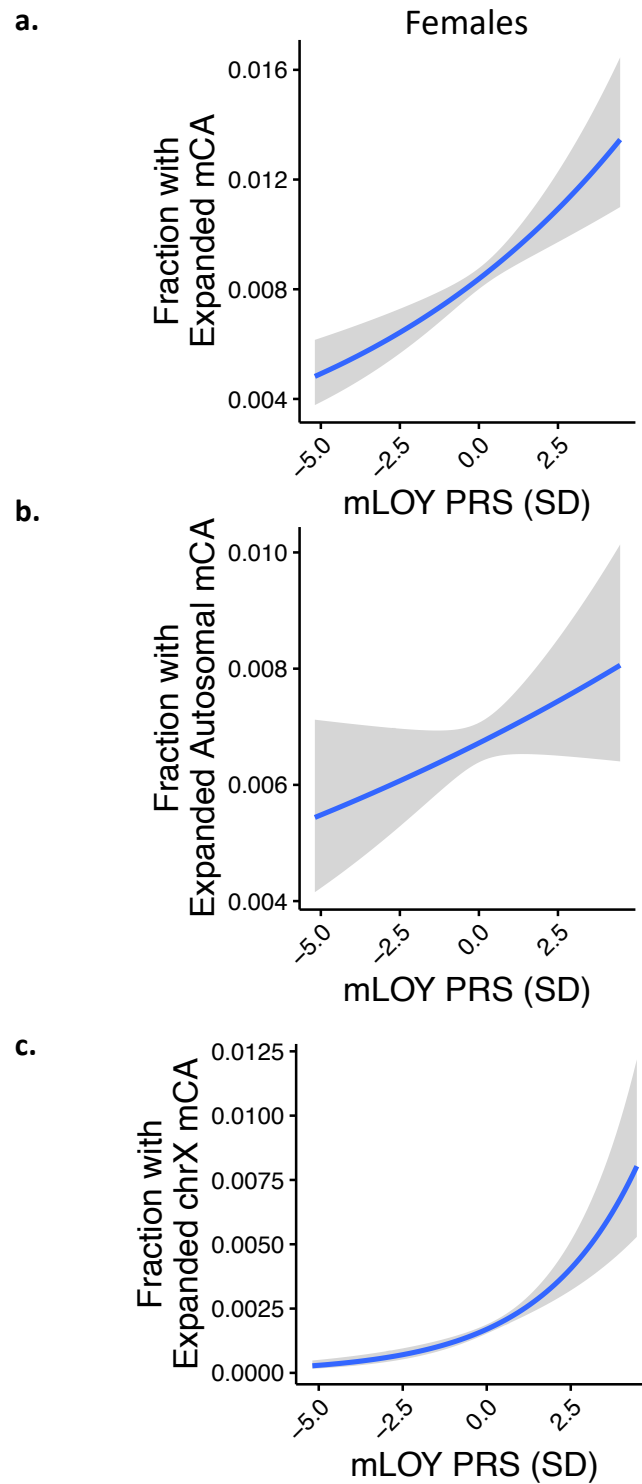 a.
Females
Fraction with
Expanded mCA
0.016
0.012
0.008
0.004
−5.0
−2.5
0.0
2.5
mLOY PRS (SD)
b.
Fraction with
Expanded Autosomal mCA
0.010
0.008
0.006
0.004
−5.0
−2.5
0.0
2.5
mLOY PRS (SD)
c.
Fraction with
Expanded chrX mCA
0.0125
0.0100
0.0075
0.0050
0.0025
0.0000
−5.0
−2.5
0.0
2.5
mLOY PRS (SD)